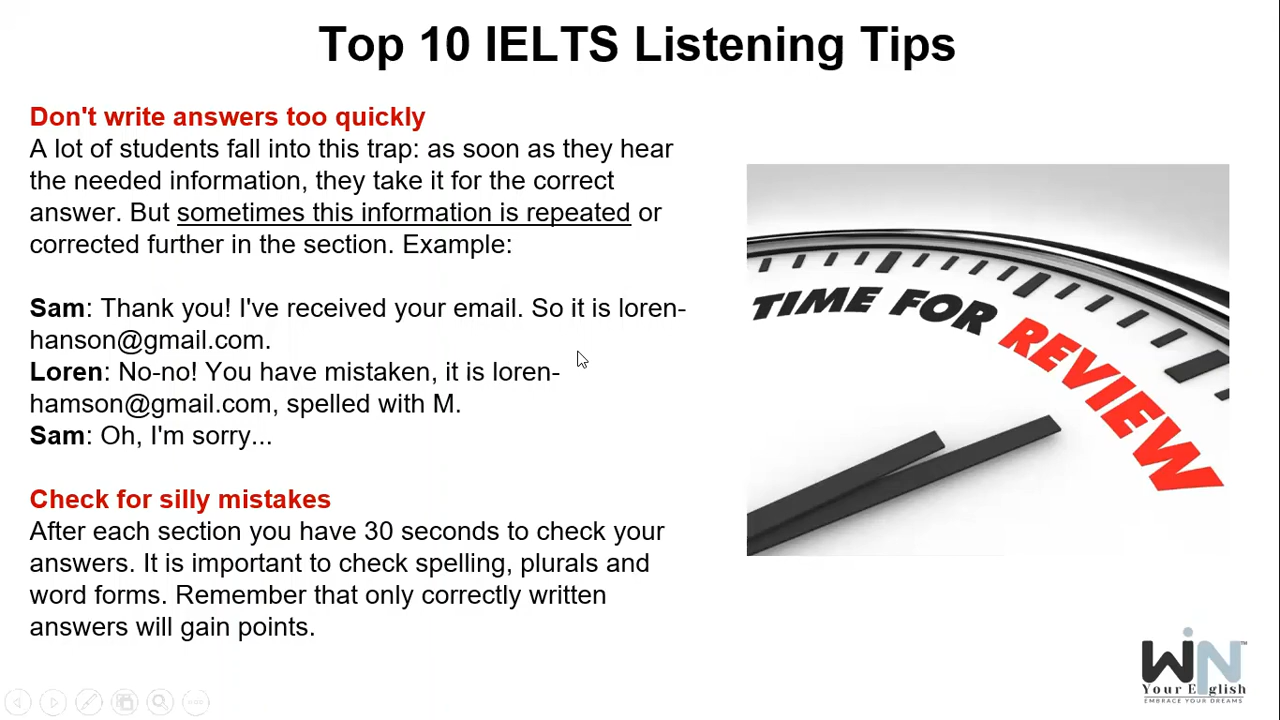 Top 10 IELTS Listening Tips
Don't write answers too quickly
A lot of students fall into this trap: as soon as they hear
the needed information, they take it for the correct
answer. But sometimes this information is repeated or
corrected further in the section. Example:
Sam: Thank you! I've received your email. So it is loren-
hanson@gmail.com.
Loren: No-no! You have mistaken, it is loren-
hamson@gmail.com, spelled with M.
Sam: Oh, I'm sorry...
Check for silly mistakes
After each section you have 30 seconds to check your
answers. It is important to check spelling, plurals and
word forms. Remember that only correctly written
answers will gain points.
TIME FOR REVIEW
WiN™
Your English
EMBRACE YOUR DREAMS